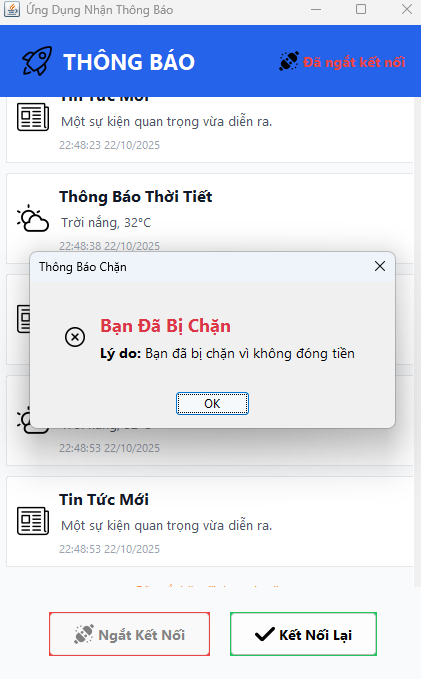 Ứng Dụng Nhận Thông Báo
THÔNG BÁO
Đã ngắt kết nối
Tin Tức Mới
Một sự kiện quan trọng vừa diễn ra.
22:48:23 22/10/2025
Thông Báo Thời Tiết
Trời nắng, 32°C
22:48:38 22/10/2025
Thông Báo Chặn
Bạn Đã Bị Chặn
Lý do: Bạn đã bị chặn vì không đóng tiền
OK
Trời nắng, 32°C
22:48:53 22/10/2025
Tin Tức Mới
Một sự kiện quan trọng vừa diễn ra.
22:48:53 22/10/2025
Ngắt Kết Nối
Kết Nối Lại